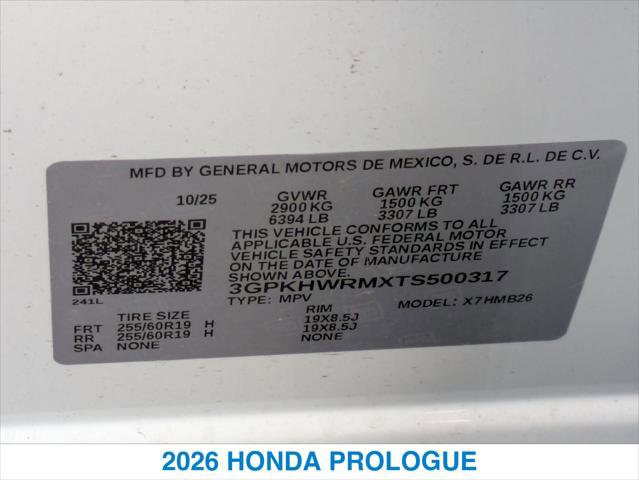 MFD BY GENERAL MOTORS DE MEXICO, S. DE R.L. DE C.V.
10/25 GVWR GAWR FRT GAWR RR
2900 KG 1500 KG 1500 KG
6394 LB 3307 LB 3307 LB
THIS VEHICLE CONFORMS TO ALL
APPLICABLE U.S. FEDERAL MOTOR
VEHICLE SAFETY STANDARDS IN EFFECT
ON THE DATE OF MANUFACTURE
SHOWN ABOVE.
3GPKHWRMXTS500317
241L
TYPE: MPV MODEL: X7HMB26
TIRE SIZE RIM
FRT 255/60R19 H 19X8.5J
RR 255/60R19 H 19X8.5J
SPA NONE NONE
2026 HONDA PROLOGUE